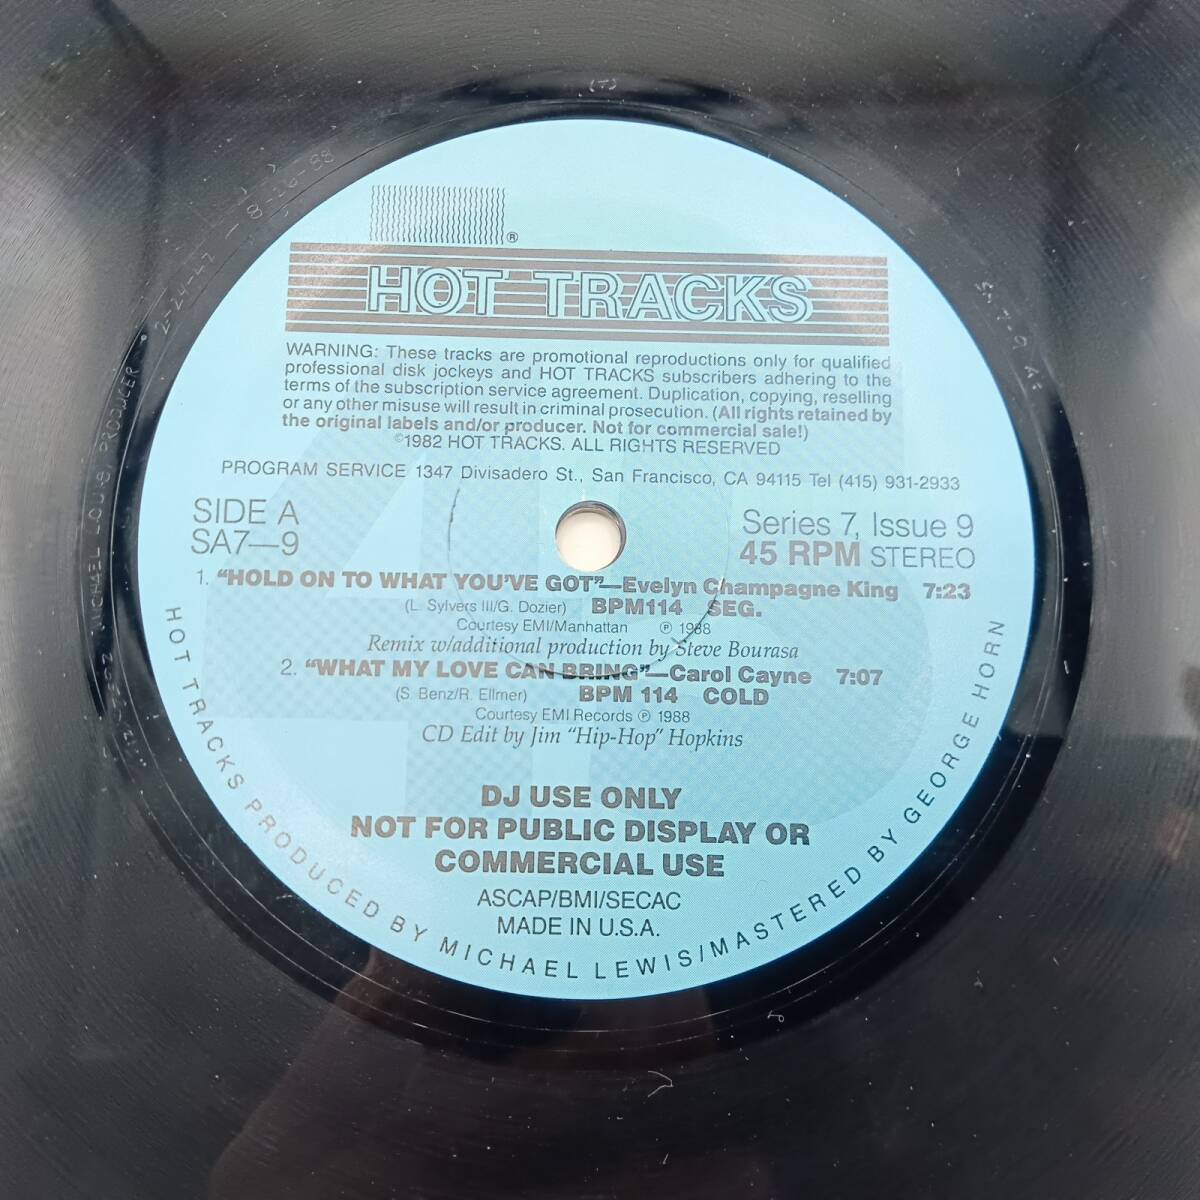 ®
HOT TRACKS
WARNING: These tracks are promotional reproductions only for qualified
professional disk jockeys and HOT TRACKS subscribers adhering to the
terms of the subscription service agreement. Duplication, copying, reselling
or any other misuse will result in criminal prosecution. (All rights retained by
the original labels and/or producer. Not for commercial sale!)
©1982 HOT TRACKS. ALL RIGHTS RESERVED
PROGRAM SERVICE 1347 Divisadero St., San Francisco, CA 94115 Tel (415) 931-2933
SIDE A
SA7—9
Series 7, Issue 9
45 RPM STEREO
1. "HOLD ON TO WHAT YOU'VE GOT"—Evelyn Champagne King 7:23
(L. Sylvers III/G. Dozier) BPM114 SEG.
Courtesy EMI/Manhattan ℗ 1988
Remix w/additional production by Steve Bourasa
2. "WHAT MY LOVE CAN BRING"—Carol Cayne 7:07
(S. Benz/R. Ellmer) BPM 114 COLD
Courtesy EMI Records ℗ 1988
CD Edit by Jim "Hip-Hop" Hopkins
DJ USE ONLY
NOT FOR PUBLIC DISPLAY OR
COMMERCIAL USE
ASCAP/BMI/SECAC
MADE IN U.S.A.
HOT TRACKS PRODUCED BY MICHAEL LEWIS/MASTERED BY GEORGE HORN
PRODUCER